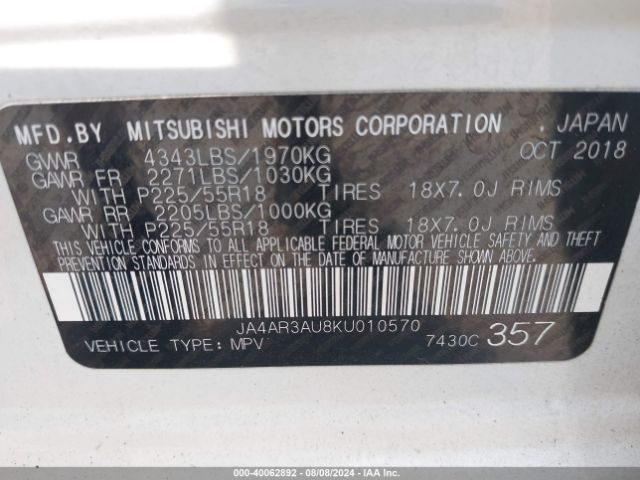 MFD.BY MITSUBISHI MOTORS CORPORATION . JAPAN
GVWR 4343LBS/1970KG OCT 2018
GAWR FR 2271LBS/1030KG
WITH P225/55R18 TIRES 18X7.0J RIMS
GAWR RR 2205LBS/1000KG
WITH P225/55R18 TIRES 18X7.0J RIMS
THIS VEHICLE CONFORMS TO ALL APPLICABLE FEDERAL MOTOR VEHICLE SAFETY AND THEFT
PREVENTION STANDARDS IN EFFECT ON THE DATE OF MANUFACTURE SHOWN ABOVE.
JA4AR3AU8KU010570
VEHICLE TYPE: MPV 7430C 357
000-40062892 - 08/08/2024 - IAA Inc.